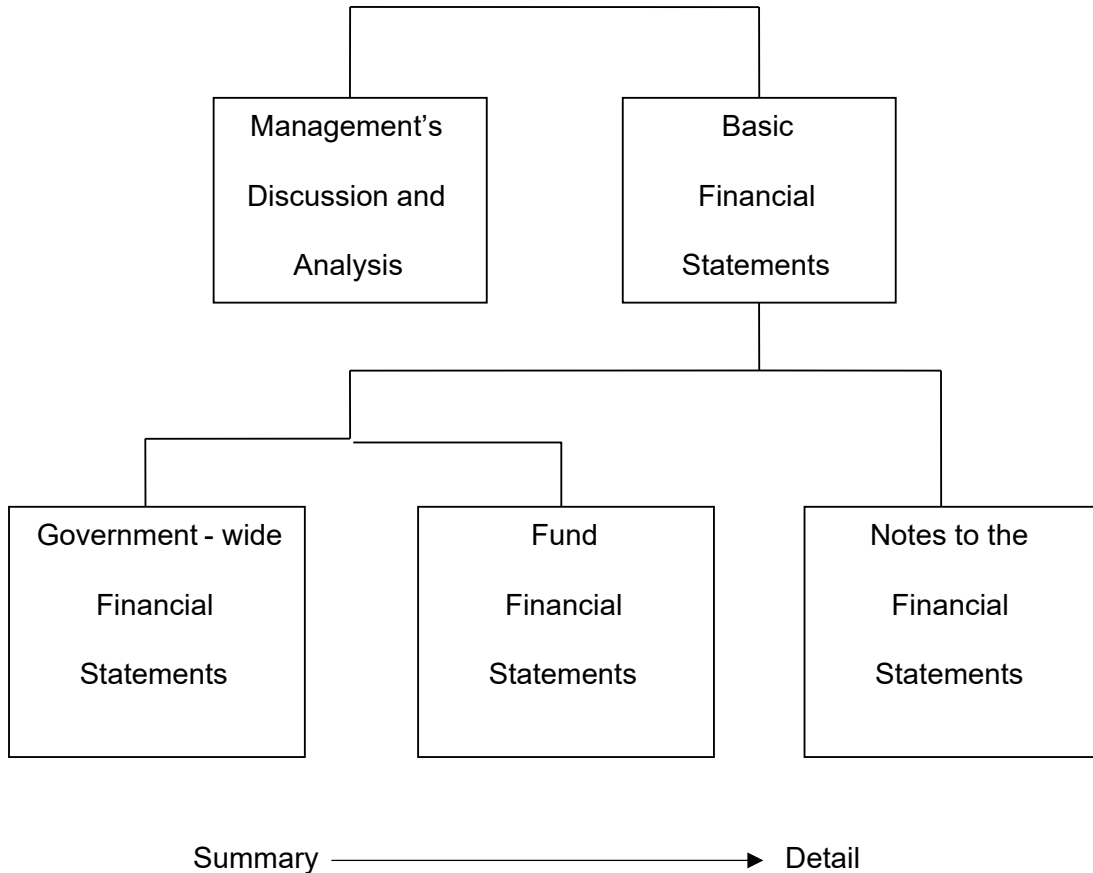 Management’s
Discussion and
Analysis
Basic
Financial
Statements
Government - wide
Financial
Statements
Fund
Financial
Statements
Notes to the
Financial
Statements
Summary
Detail